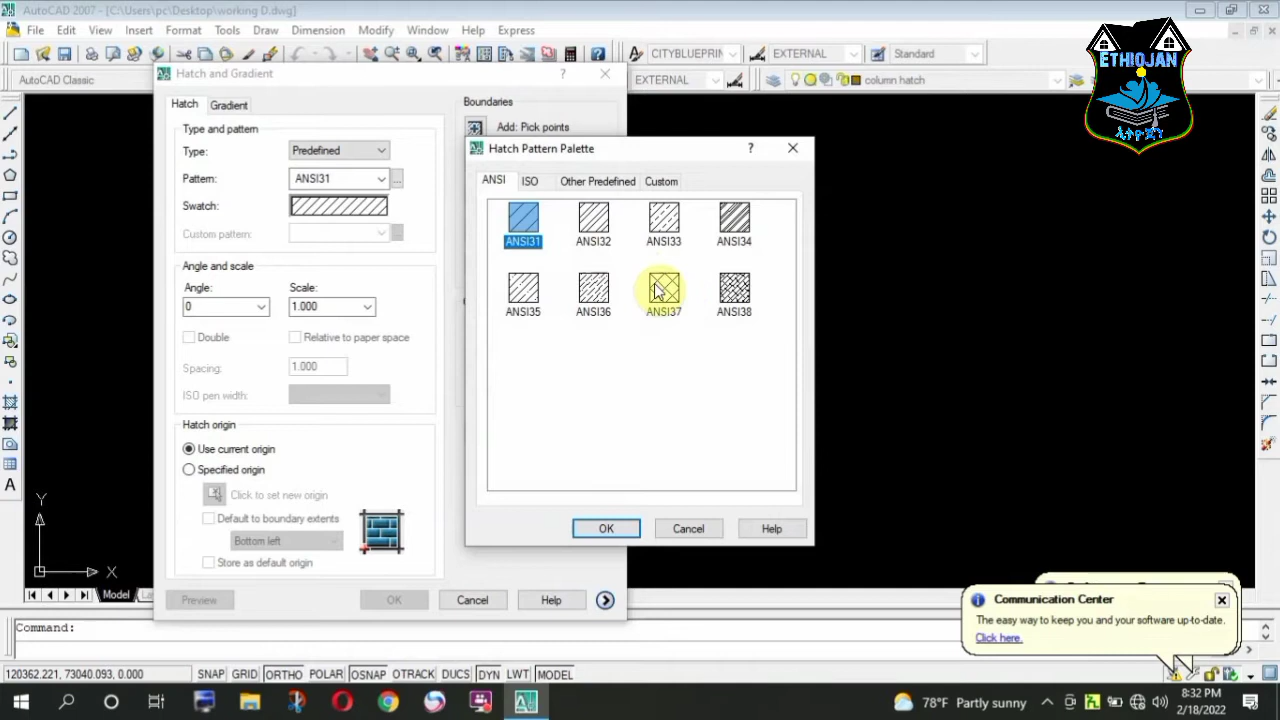 AutoCAD 2007 - [C:\Users\pc\Desktop\working D.dwg]
File Edit View Insert Format Tools Draw Dimension Modify Window Help Express
CITYBLUEPRIN EXTERNAL Standard
AutoCAD Classic
EXTERNAL column hatch
ETHIOJAN
ኢትዮጃን
Hatch and Gradient
Hatch Gradient
Boundaries
Add: Pick points
Type and pattern
Type: Predefined
Pattern: ANSI31
Swatch:
Custom pattern:
Angle and scale
Angle: Scale:
0 1.000
Double Relative to paper space
Spacing: 1.000
ISO pen width:
Hatch origin
Use current origin
Specified origin
Click to set new origin
Default to boundary extents
Bottom left
Store as default origin
Preview OK Cancel Help
Hatch Pattern Palette
ANSI ISO Other Predefined Custom
ANSI31 ANSI32 ANSI33 ANSI34
ANSI35 ANSI36 ANSI37 ANSI38
OK Cancel Help
Y
X
Model
Communication Center
The easy way to keep you and your software up-to-date.
Click here.
Command:
120362.221, 73040.093, 0.000 SNAP GRID ORTHO POLAR OSNAP OTRACK DUCS DYN LWT MODEL
78°F Partly sunny
8:32 PM
2/18/2022